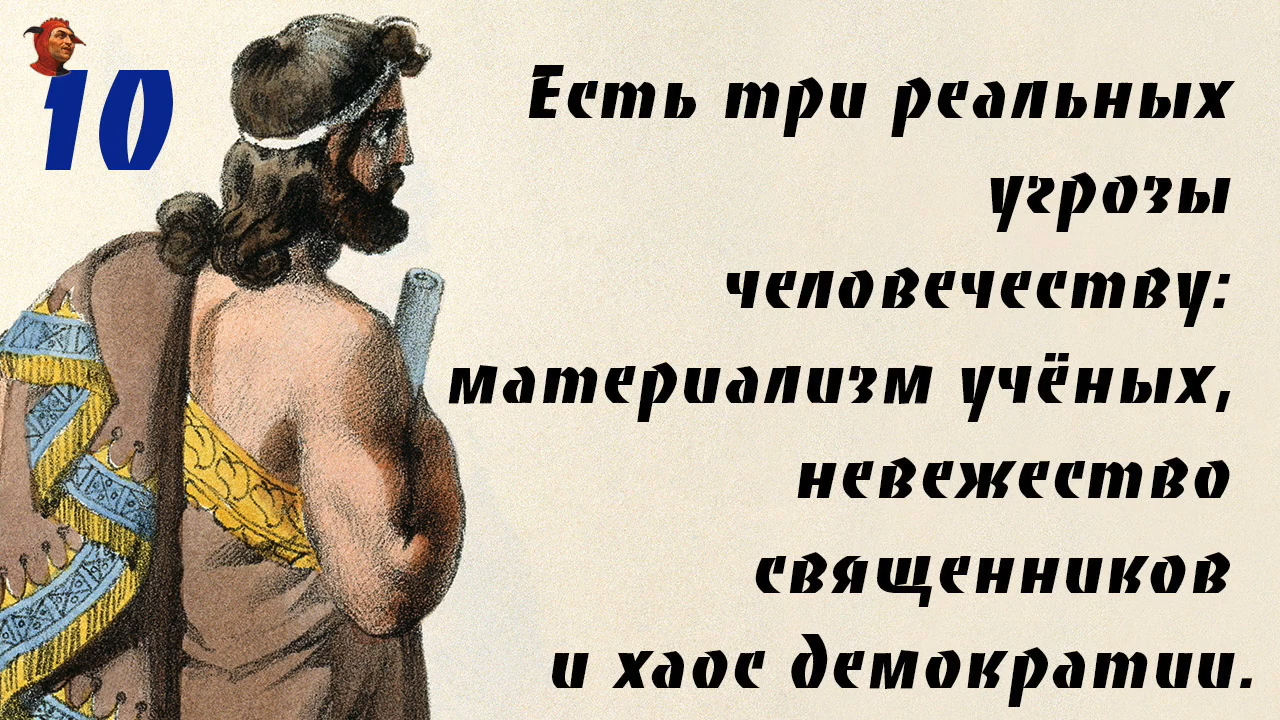 10
Есть три реальных
угрозы
человечеству:
материализм учёных,
невежество
священников
и хаос демократии.